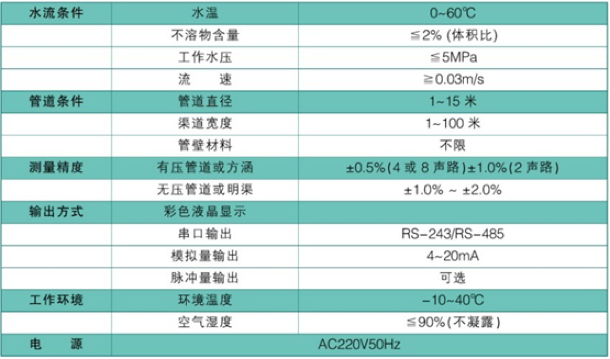 水流条件 水温 0~60℃
不溶物含量 ≦2% (体积比)
工作水压 ≦5MPa
流 速 ≧0.03m/s
管道条件 管道直径 1~15 米
渠道宽度 1~100 米
管壁材料 不限
测量精度 有压管道或方涵 ±0.5%(4 或 8 声路)±1.0%(2 声路)
无压管道或明渠 ±1.0% ~ ±2.0%
输出方式 彩色液晶显示
串口输出 RS-243/RS-485
模拟量输出 4~20mA
脉冲量输出 可选
工作环境 环境温度 -10~40℃
空气湿度 ≦90%(不凝露)
电 源 AC220V50Hz